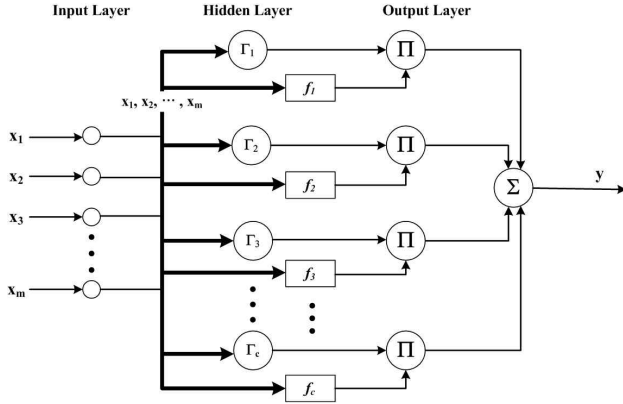 Input Layer Hidden Layer Output Layer
Γ1 Π
f1
x1, x2, ··· , xm
x1 Γ2 Π
x2 f2 Σ y
x3 Γ3 Π
f3
xm
Γc Π
fc